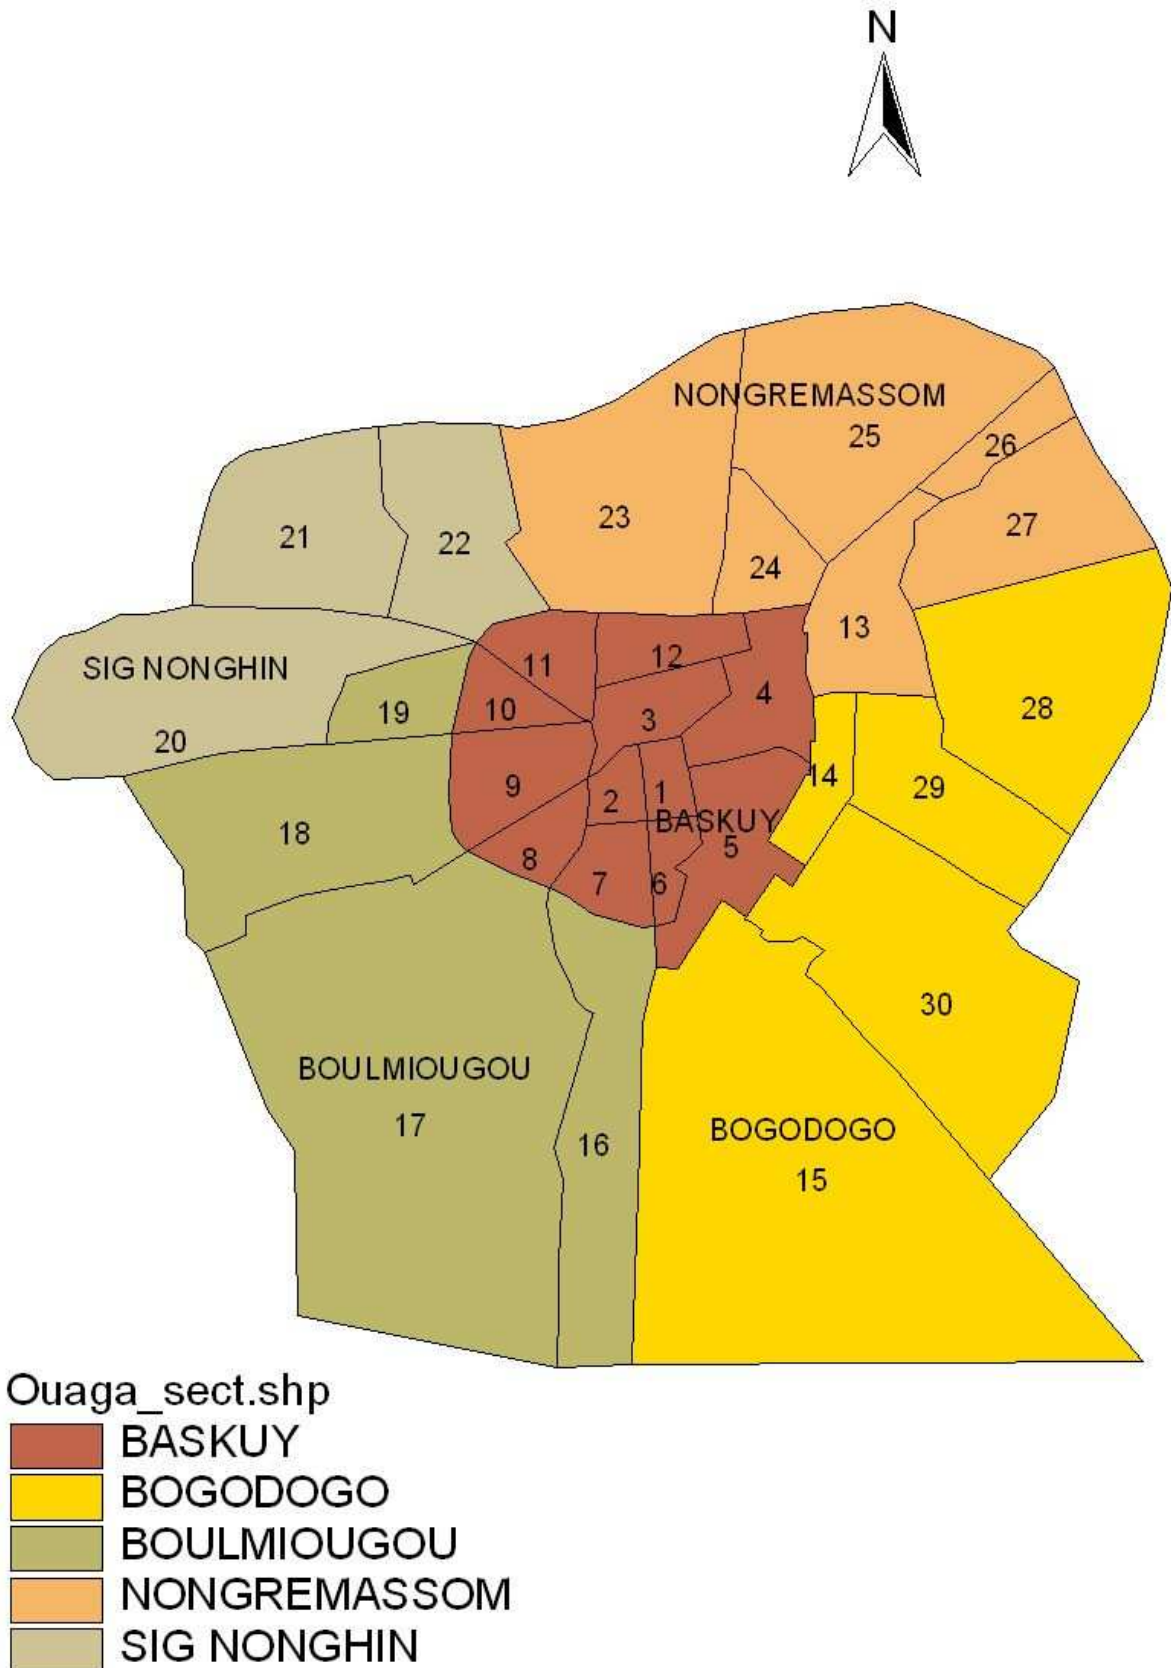 N
NONGREMASSOM
25
26
23
27
21
22
24
13
SIG NONGHIN
12
11
4
19
10
3
28
20
9
14
29
2
1
18
BASKUY
5
8
7
6
30
BOULMIOUGOU
17
16
BOGODOGO
15
Ouaga_sect.shp
BASKUY
BOGODOGO
BOULMIOUGOU
NONGREMASSOM
SIG NONGHIN